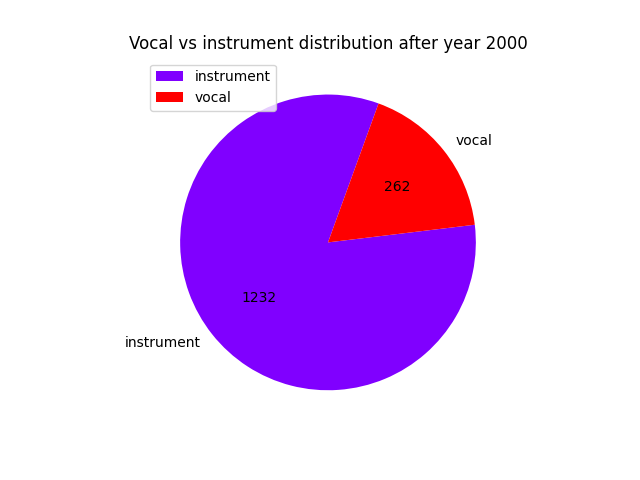 Vocal vs instrument distribution after year 2000
instrument
vocal
vocal
262
1232
instrument